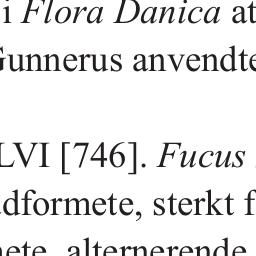 i Flora Danica at
Gunnerus anvendte
LVI [746]. Fucus
dformete, sterkt f
nete, alternerende